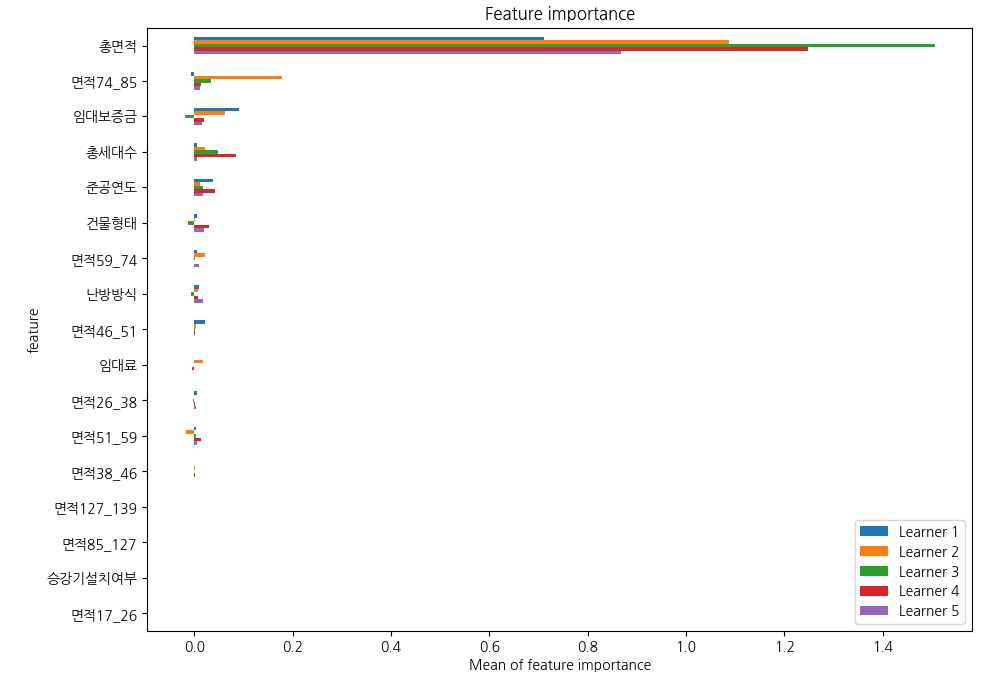 Feature importance
총면적
면적74_85
임대보증금
총세대수
준공연도
건물형태
면적59_74
난방방식
면적46_51
임대료
면적26_38
면적51_59
면적38_46
면적127_139
면적85_127
승강기설치여부
면적17_26
feature
0.0 0.2 0.4 0.6 0.8 1.0 1.2 1.4
Mean of feature importance
Learner 1
Learner 2
Learner 3
Learner 4
Learner 5